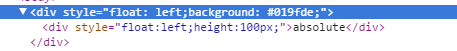 ▼<div style="float: left;background: #019fde;">
<div style="float:left;height:100px;">absolute</div>
</div>